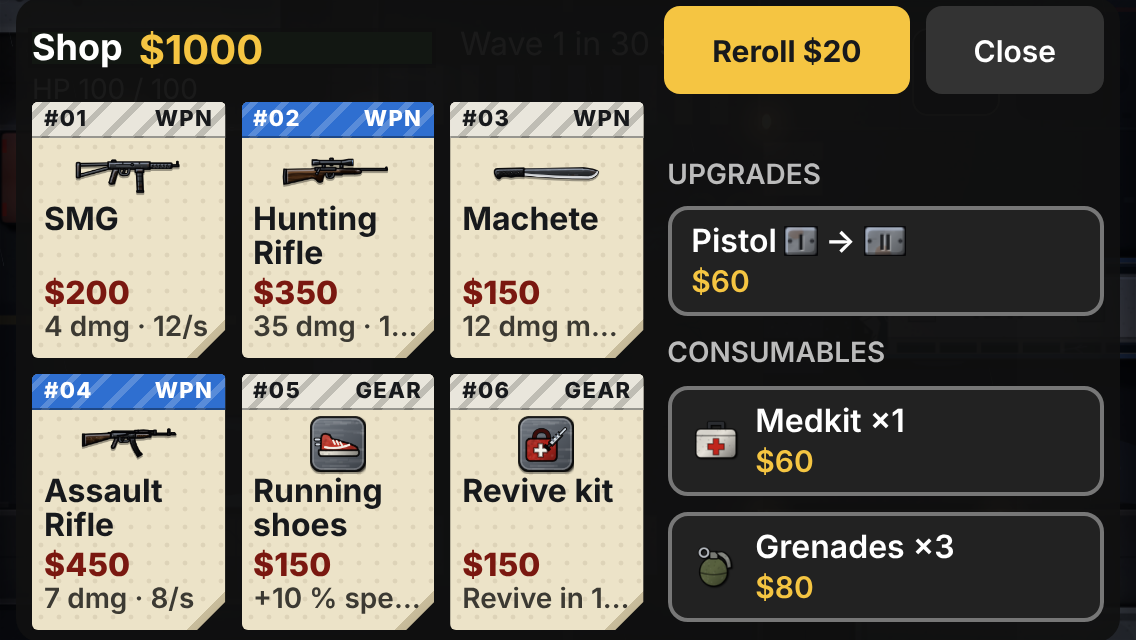 Shop $1000
Wave 1 in 30 s
HP 100 / 100
Reroll $20
Close
#01 WPN
SMG
$200
4 dmg · 12/s
#02 WPN
Hunting
Rifle
$350
35 dmg · 1...
#03 WPN
Machete
$150
12 dmg m...
#04 WPN
Assault
Rifle
$450
7 dmg · 8/s
#05 GEAR
Running
shoes
$150
+10 % spe...
#06 GEAR
Revive kit
$150
Revive in 1...
UPGRADES
Pistol I → II
$60
CONSUMABLES
Medkit ×1
$60
Grenades ×3
$80